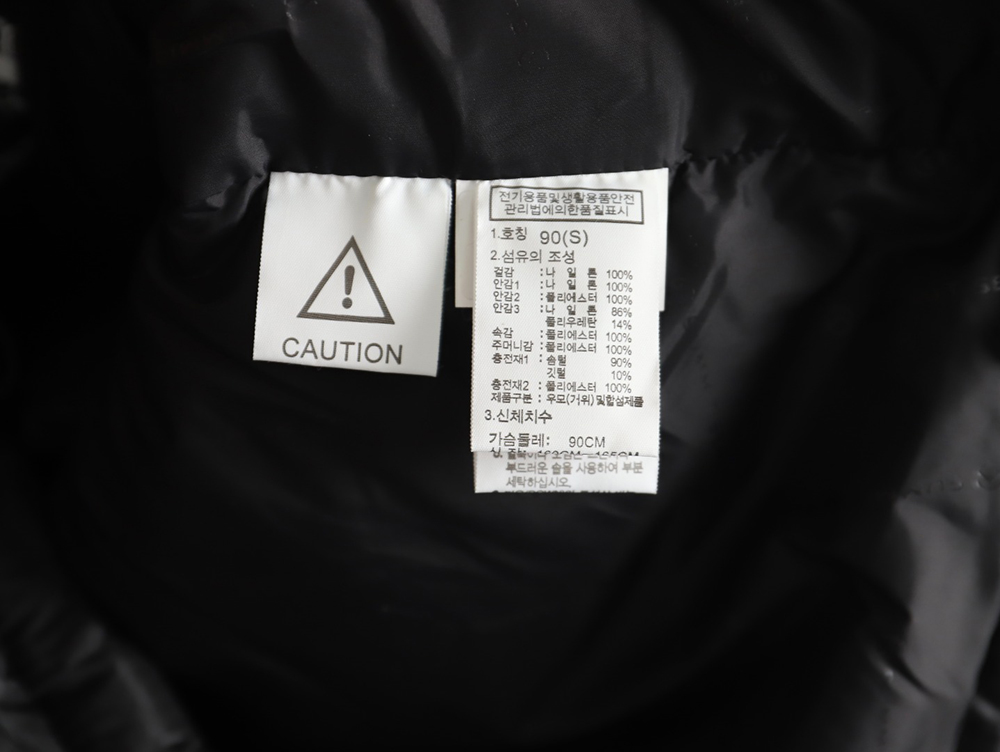 CAUTION
전기용품및생활용품안전
관리법에의한품질표시
1.호칭 90(S)
2.섬유의 조성
겉감 : 나 일 론 100%
안감1 : 나 일 론 100%
안감2 : 폴리에스터 100%
안감3 : 나 일 론 86%
폴리우레탄 14%
속감 : 폴리에스터 100%
주머니감 : 폴리에스터 100%
충전재1 : 솜털 90%
깃털 10%
충전재2 : 폴리에스터 100%
제품구분 : 우모(거위)및합성제품
3.신체치수
가슴둘레: 90CM
부드러운 솔을 사용하여 부분
세탁하십시오.